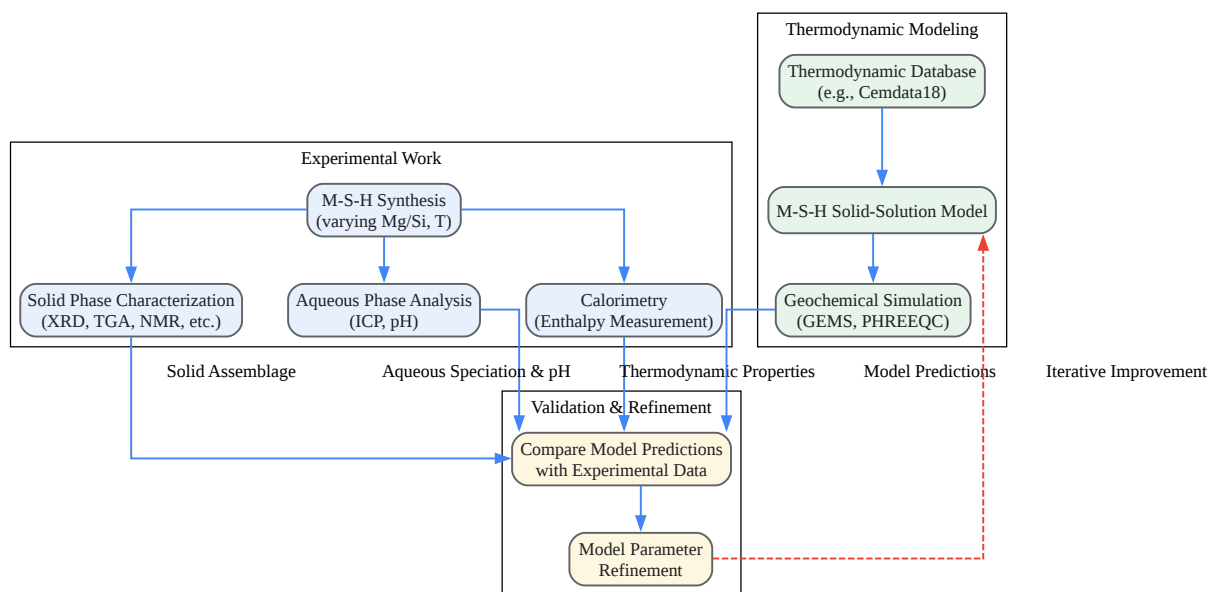 Thermodynamic Modeling
Thermodynamic Database
(e.g., Cemdata18)
M-S-H Solid-Solution Model
Geochemical Simulation
(GEMS, PHREEQC)
Experimental Work
M-S-H Synthesis
(varying Mg/Si, T)
Solid Phase Characterization
(XRD, TGA, NMR, etc.)
Aqueous Phase Analysis
(ICP, pH)
Calorimetry
(Enthalpy Measurement)
Solid Assemblage
Aqueous Speciation & pH
Thermodynamic Properties
Model Predictions
Iterative Improvement
Validation & Refinement
Compare Model Predictions
with Experimental Data
Model Parameter
Refinement